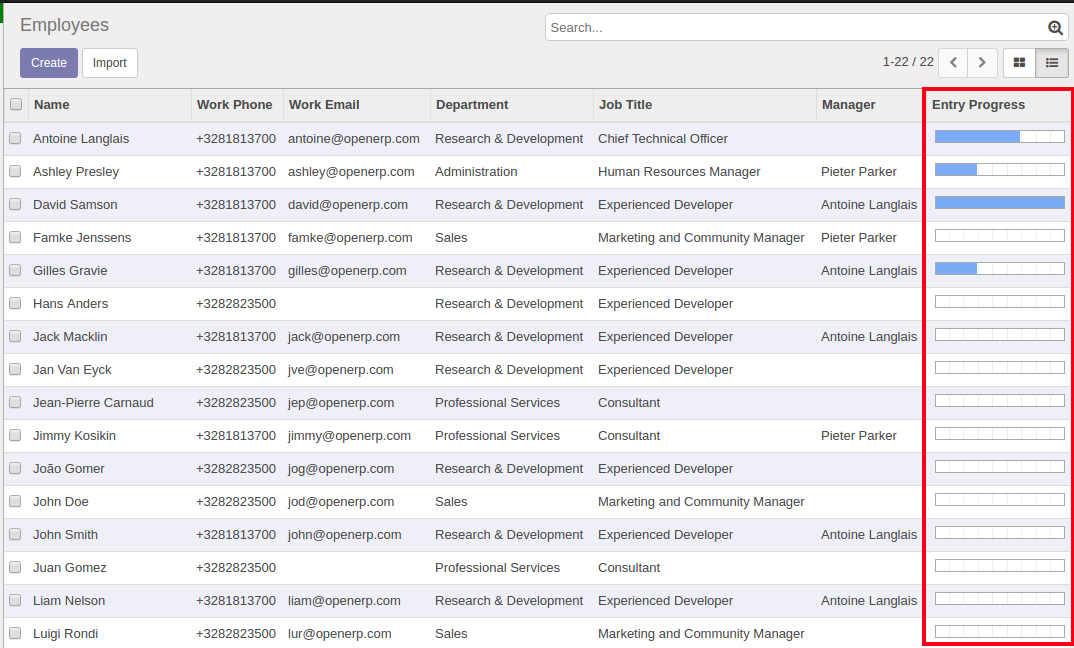 Employees
Search...
Create Import 1-22 / 22
Name Work Phone Work Email Department Job Title Manager Entry Progress
Antoine Langlais +3281813700 antoine@openerp.com Research & Development Chief Technical Officer
Ashley Presley +3281813700 ashley@openerp.com Administration Human Resources Manager Pieter Parker
David Samson +3281813700 david@openerp.com Research & Development Experienced Developer Antoine Langlais
Famke Jenssens +3281813700 famke@openerp.com Sales Marketing and Community Manager Pieter Parker
Gilles Gravie +3281813700 gilles@openerp.com Research & Development Experienced Developer Antoine Langlais
Hans Anders +3282823500 Research & Development Experienced Developer
Jack Macklin +3281813700 jack@openerp.com Research & Development Experienced Developer Antoine Langlais
Jan Van Eyck +3282823500 jve@openerp.com Research & Development Experienced Developer
Jean-Pierre Carnaud +3282823500 jep@openerp.com Professional Services Consultant
Jimmy Kosikin +3281813700 jimmy@openerp.com Professional Services Consultant Pieter Parker
João Gomer +3282823500 jog@openerp.com Research & Development Experienced Developer
John Doe +3282823500 jod@openerp.com Sales Marketing and Community Manager
John Smith +3281813700 john@openerp.com Research & Development Experienced Developer Antoine Langlais
Juan Gomez +3282823500 Professional Services Consultant
Liam Nelson +3281813700 liam@openerp.com Research & Development Experienced Developer Antoine Langlais
Luigi Rondi +3282823500 lur@openerp.com Sales Marketing and Community Manager